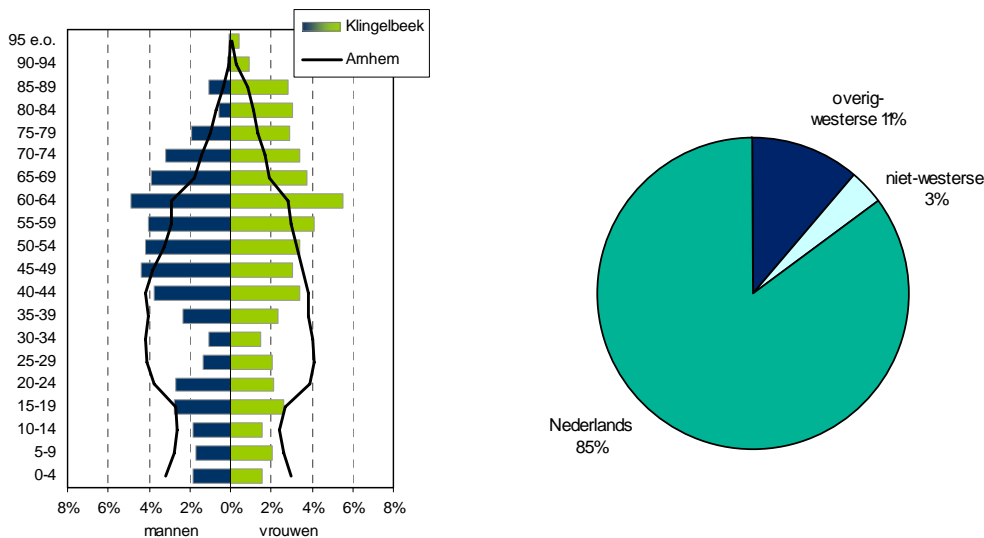 Klingelbeek
Arnhem
95 e.o.
90-94
85-89
80-84
75-79
70-74
65-69
60-64
55-59
50-54
45-49
40-44
35-39
30-34
25-29
20-24
15-19
10-14
5-9
0-4
8% 6% 4% 2% 0% 2% 4% 6% 8%
mannen vrouwen
overig-
westerse 11%
niet-westerse
3%
Nederlands
85%